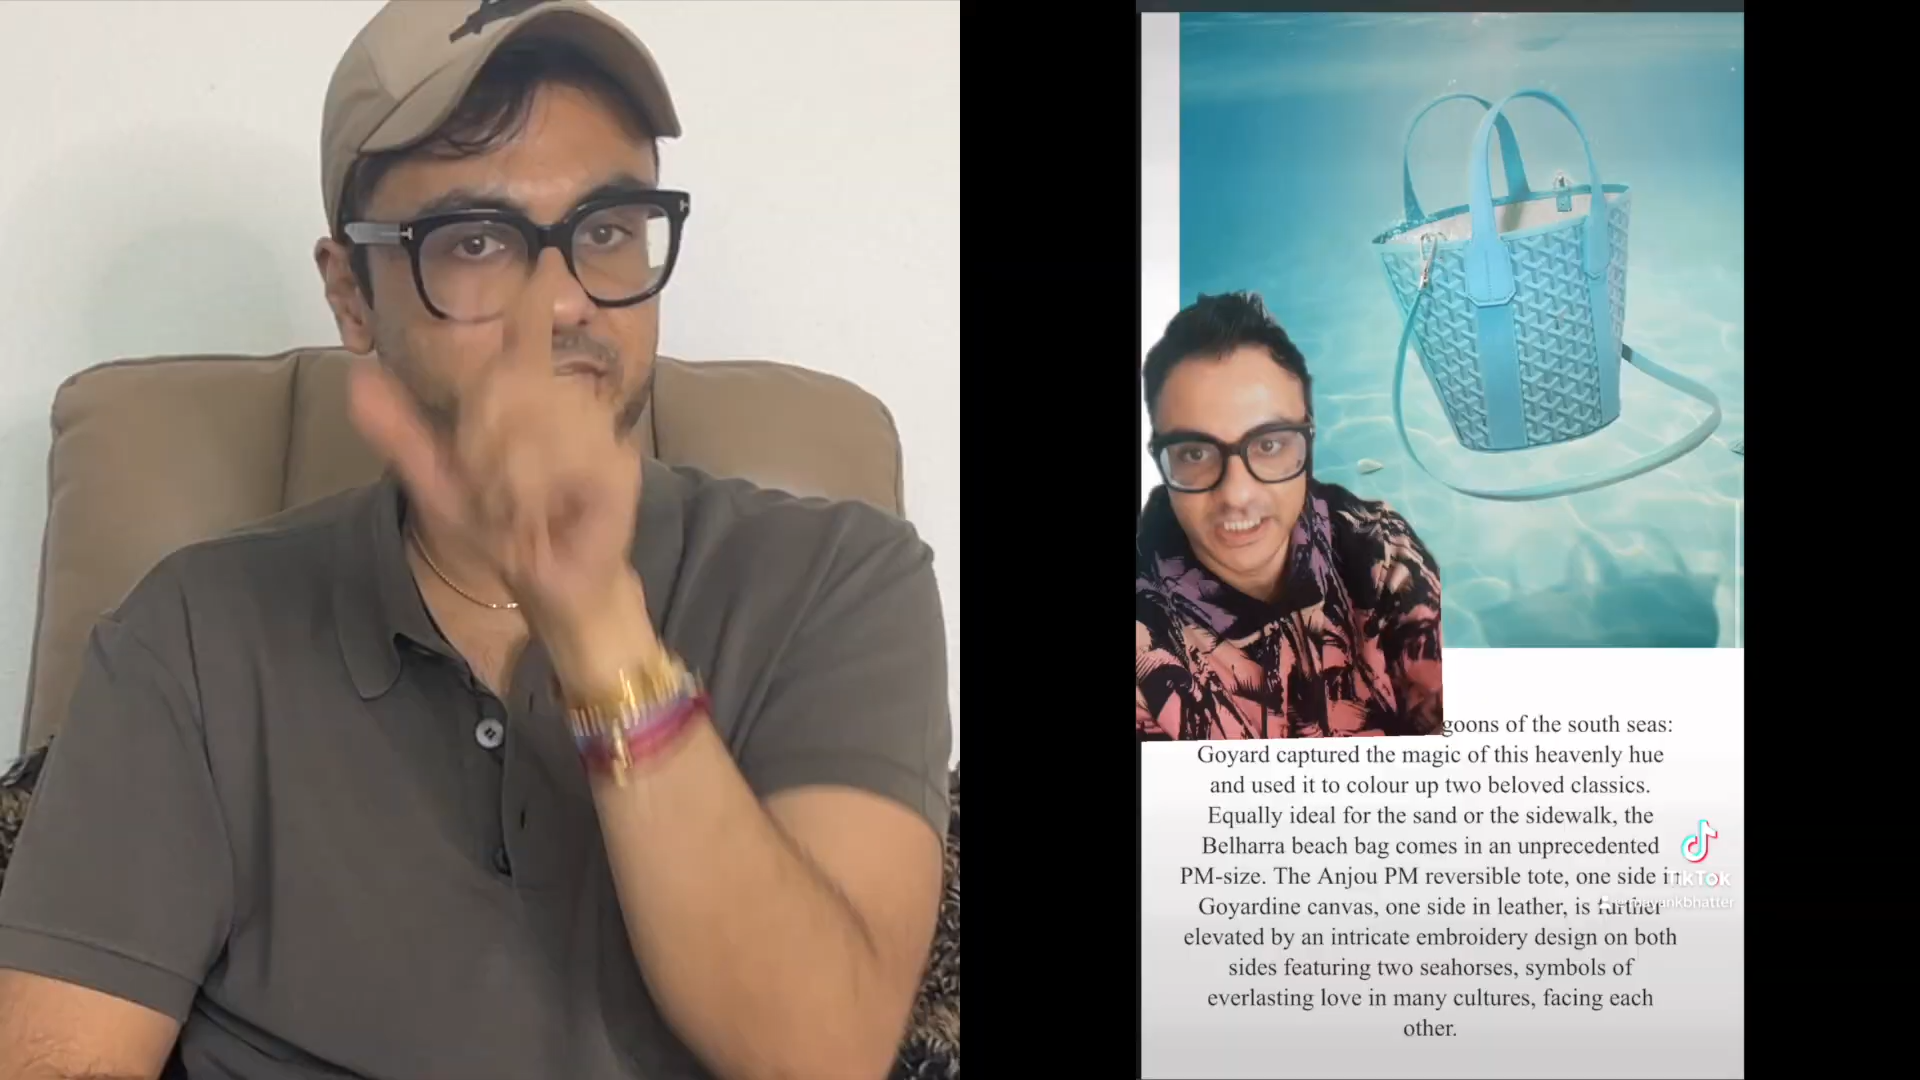 goons of the south seas:
Goyard captured the magic of this heavenly hue
and used it to colour up two beloved classics.
Equally ideal for the sand or the sidewalk, the
Belharra beach bag comes in an unprecedented
PM-size. The Anjou PM reversible tote, one side in
Goyardine canvas, one side in leather, is further
elevated by an intricate embroidery design on both
sides featuring two seahorses, symbols of
everlasting love in many cultures, facing each
other.
TikTok